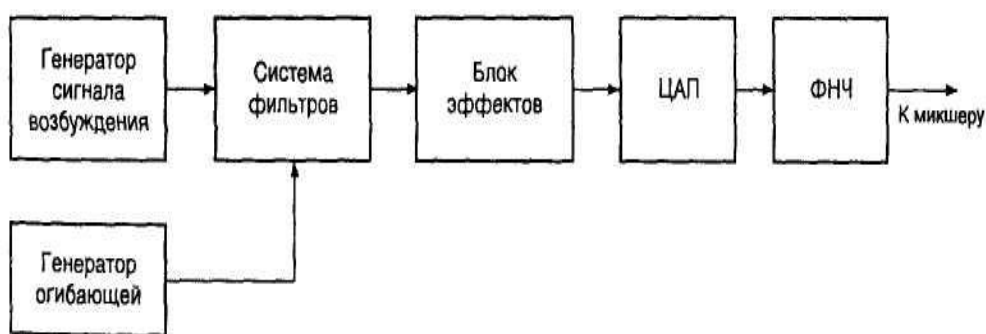 Генератор
сигнала
возбуждения
Система
фильтров
Блок
эффектов
ЦАП
ФНЧ
К микшеру
Генератор
огибающей